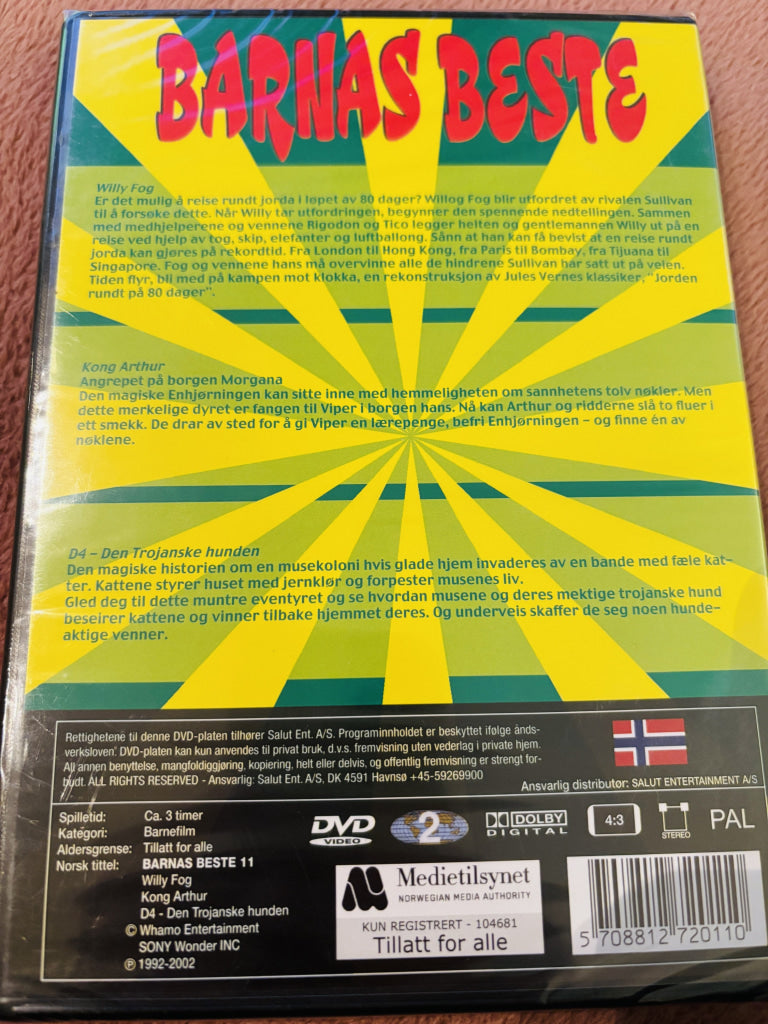 BARNAS BESTE
Willy Fog
Er det mulig å reise rundt jorda i løpet av 80 dager? Willog Fog blir utfordret av rivalen Sullivan
til å forsøke dette. Når Willy tar utfordringen, begynner den spennende nedtellingen. Sammen
med medhjelperene og vennene Rigodon og Tico legger helten og gentlemannen Willy ut på en
reise ved hjelp av tog, skip, elefanter og luftballong. Sånn at han kan få bevist at en reise rundt
jorda kan gjøres på rekordtid. Fra London til Hong Kong, fra Paris til Bombay, fra Tijuana til
Singapore. Fog og vennene hans må overvinne alle de hindrene Sullivan har satt ut på veien.
Tiden flyr, bli med på kampen mot klokka, en rekonstruksjon av Jules Vernes klassiker, "Jorden
rundt på 80 dager".
Kong Arthur
Angrepet på borgen Morgana
Den magiske Enhjørningen kan sitte inne med hemmeligheten om sannhetens tolv nøkler. Men
dette merkelige dyret er fangen til Viper i borgen hans. Nå kan Arthur og ridderne slå to fluer i
ett smekk. De drar av sted for å gi Viper en lærepenge, befri Enhjørningen – og finne én av
nøklene.
D4 – Den Trojanske hunden
Den magiske historien om en musekoloni hvis glade hjem invaderes av en bande med fæle kat-
ter. Kattene styrer huset med jernklør og forpester musenes liv.
Gled deg til dette muntre eventyret og se hvordan musene og deres mektige trojanske hund
beseirer kattene og vinner tilbake hjemmet deres. Og underveis skaffer de seg noen hunde-
aktige venner.
Rettighetene til denne DVD-platen tilhører Salut Ent. A/S. Programinnholdet er beskyttet ifølge ånds-
verksloven. DVD-platen kan kun anvendes til privat bruk, d.v.s. fremvisning uten vederlag i private hjem.
All annen benyttelse, mangfoldiggjøring, kopiering, helt eller delvis, og offentlig fremvisning er strengt for-
budt. ALL RIGHTS RESERVED - Ansvarlig: Salut Ent. A/S, DK 4591 Havnsø +45-59269900
Ansvarlig distributør: SALUT ENTERTAINMENT A/S
Spilletid: Ca. 3 timer
Kategori: Barnefilm
Aldersgrense: Tillatt for alle
Norsk tittel: BARNAS BESTE 11
Willy Fog
Kong Arthur
D4 - Den Trojanske hunden
© Whamo Entertainment
SONY Wonder INC
℗ 1992-2002
DVD VIDEO
2
DOLBY DIGITAL
4:3
STEREO
PAL
Medietilsynet
NORWEGIAN MEDIA AUTHORITY
KUN REGISTRERT - 104681
Tillatt for alle
5 708812 720110